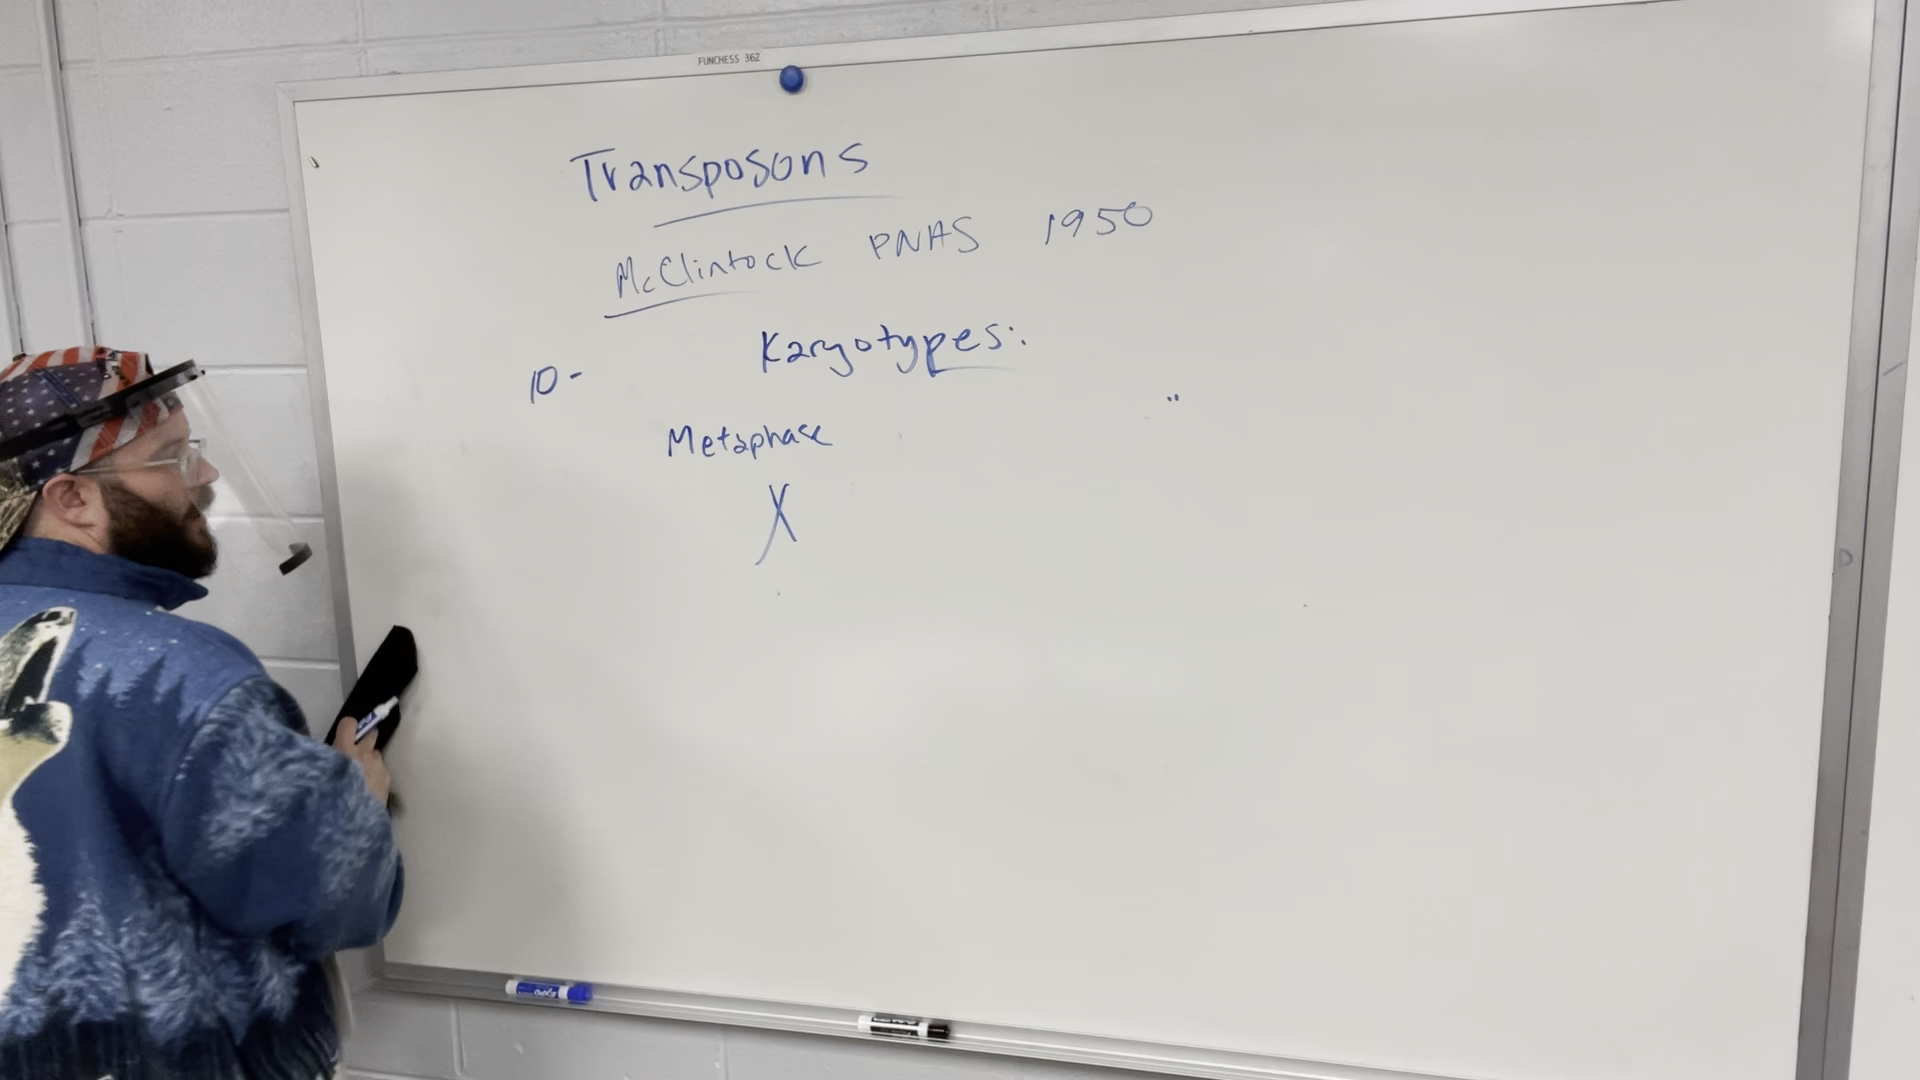 FUNCHESS 362
Transposons
McClintock PNAS 1950
Karyotypes:
10-
Metaphase
X